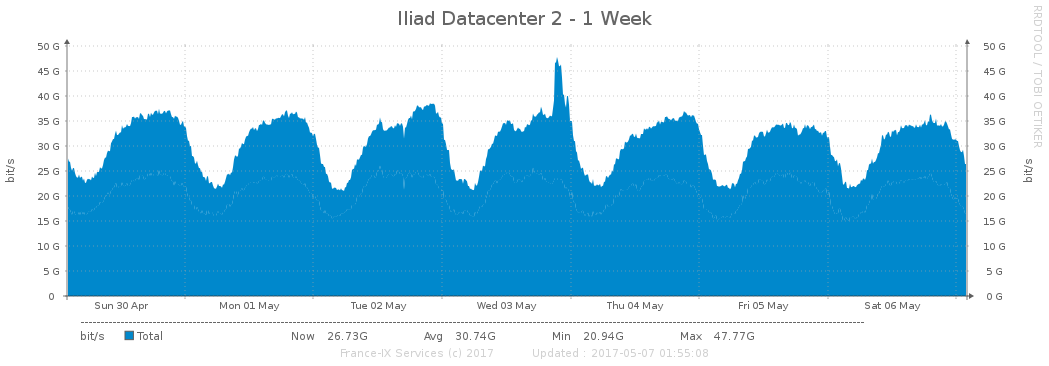 Iliad Datacenter 2 - 1 Week
RRDTOOL / TOBI OETIKER
bit/s
50 G
45 G
40 G
35 G
30 G
25 G
20 G
15 G
10 G
5 G
0
50 G
45 G
40 G
35 G
30 G
25 G
20 G
15 G
10 G
5 G
0 G
bit/s
Sun 30 Apr Mon 01 May Tue 02 May Wed 03 May Thu 04 May Fri 05 May Sat 06 May
bit/s Total Now 26.73G Avg 30.74G Min 20.94G Max 47.77G
France-IX Services (c) 2017 Updated : 2017-05-07 01:55:08